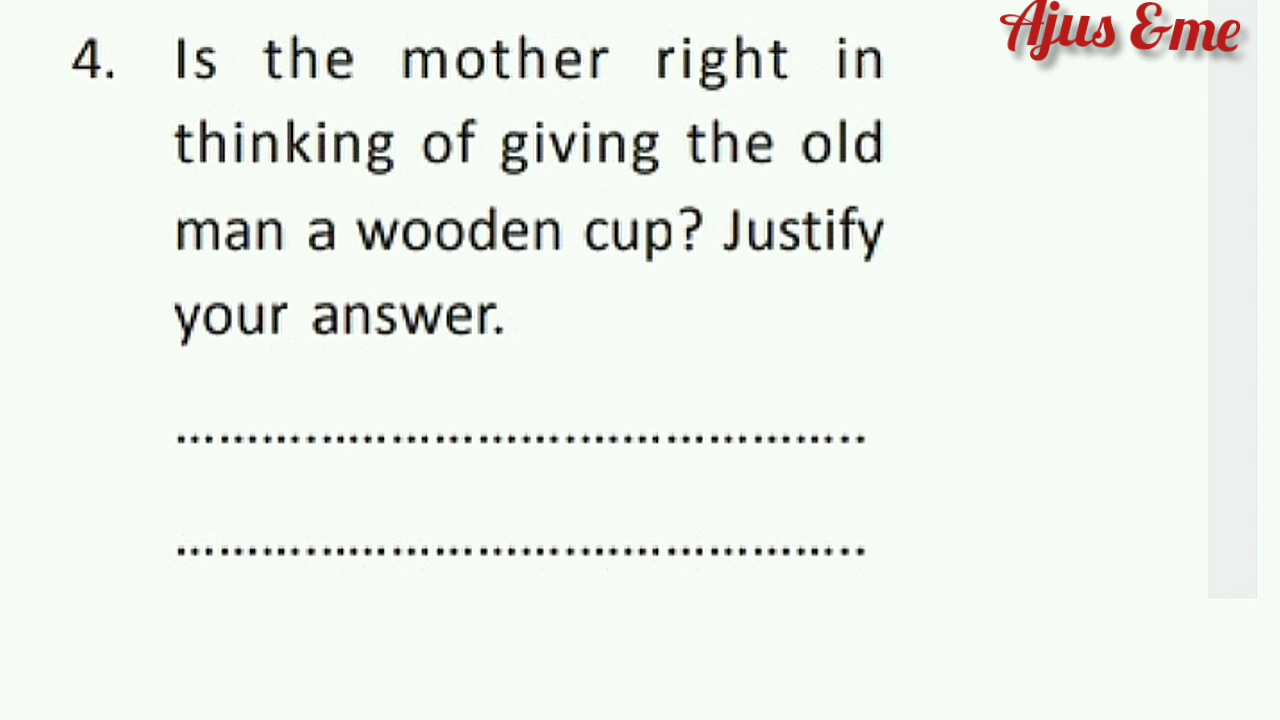 Ajus &me
4. Is the mother right in
thinking of giving the old
man a wooden cup? Justify
your answer.
................................................
................................................